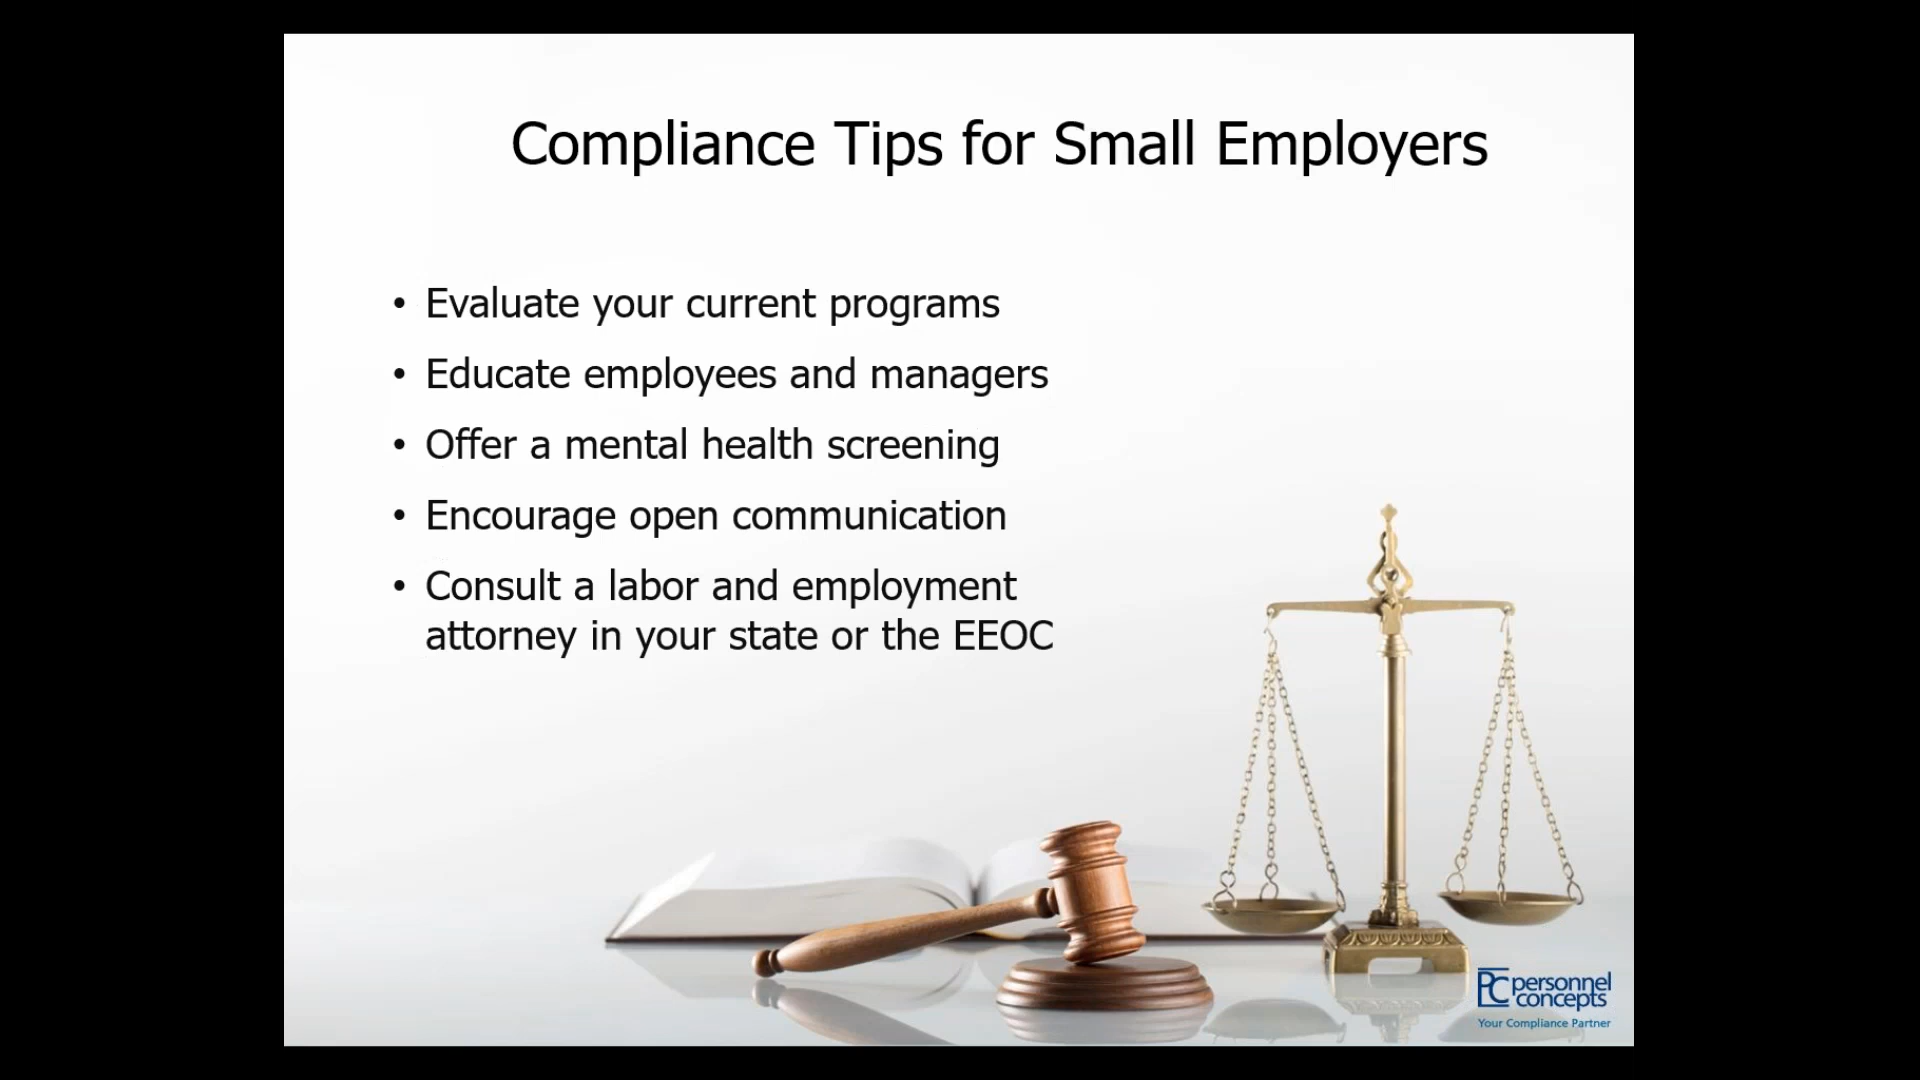 Compliance Tips for Small Employers
• Evaluate your current programs
• Educate employees and managers
• Offer a mental health screening
• Encourage open communication
• Consult a labor and employment
attorney in your state or the EEOC
PC personnel
concepts
Your Compliance Partner